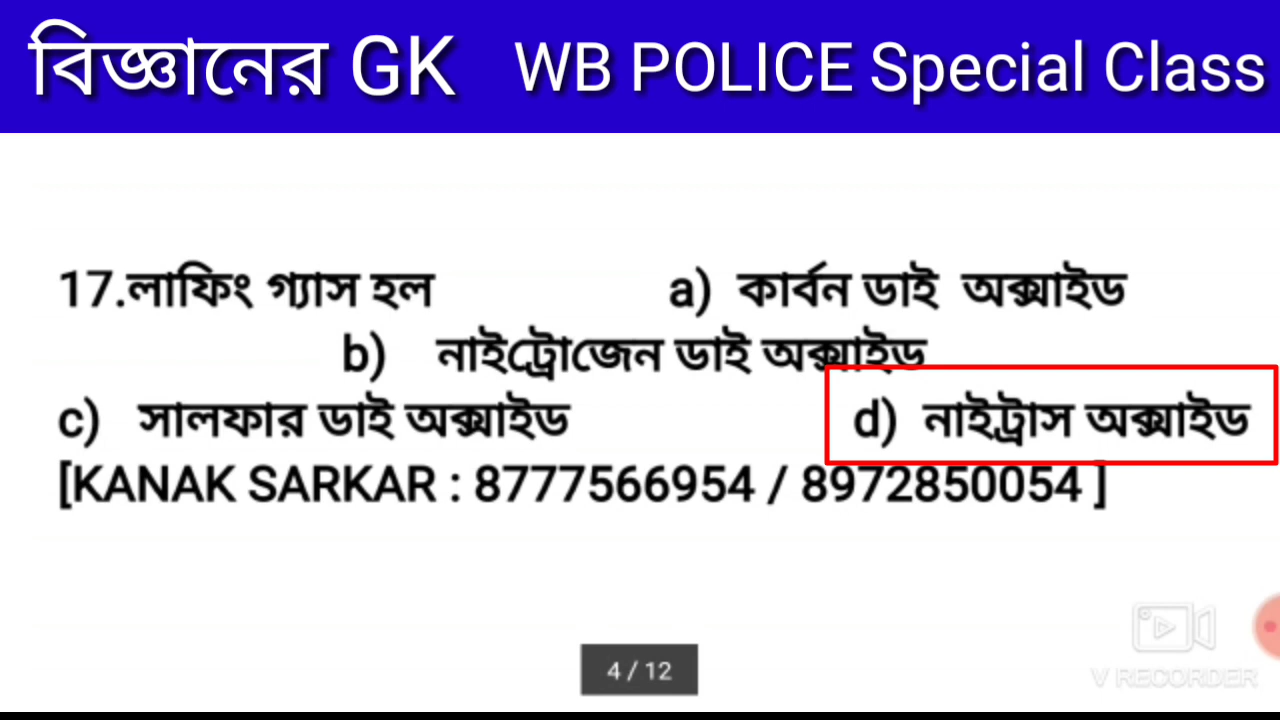 বিজ্ঞানের GK WB POLICE Special Class
17.লাফিং গ্যাস হল a) কার্বন ডাই অক্সাইড
b) নাইট্রোজেন ডাই অক্সাইড
c) সালফার ডাই অক্সাইড d) নাইট্রাস অক্সাইড
[KANAK SARKAR : 8777566954 / 8972850054 ]
V RECORDER
4 / 12